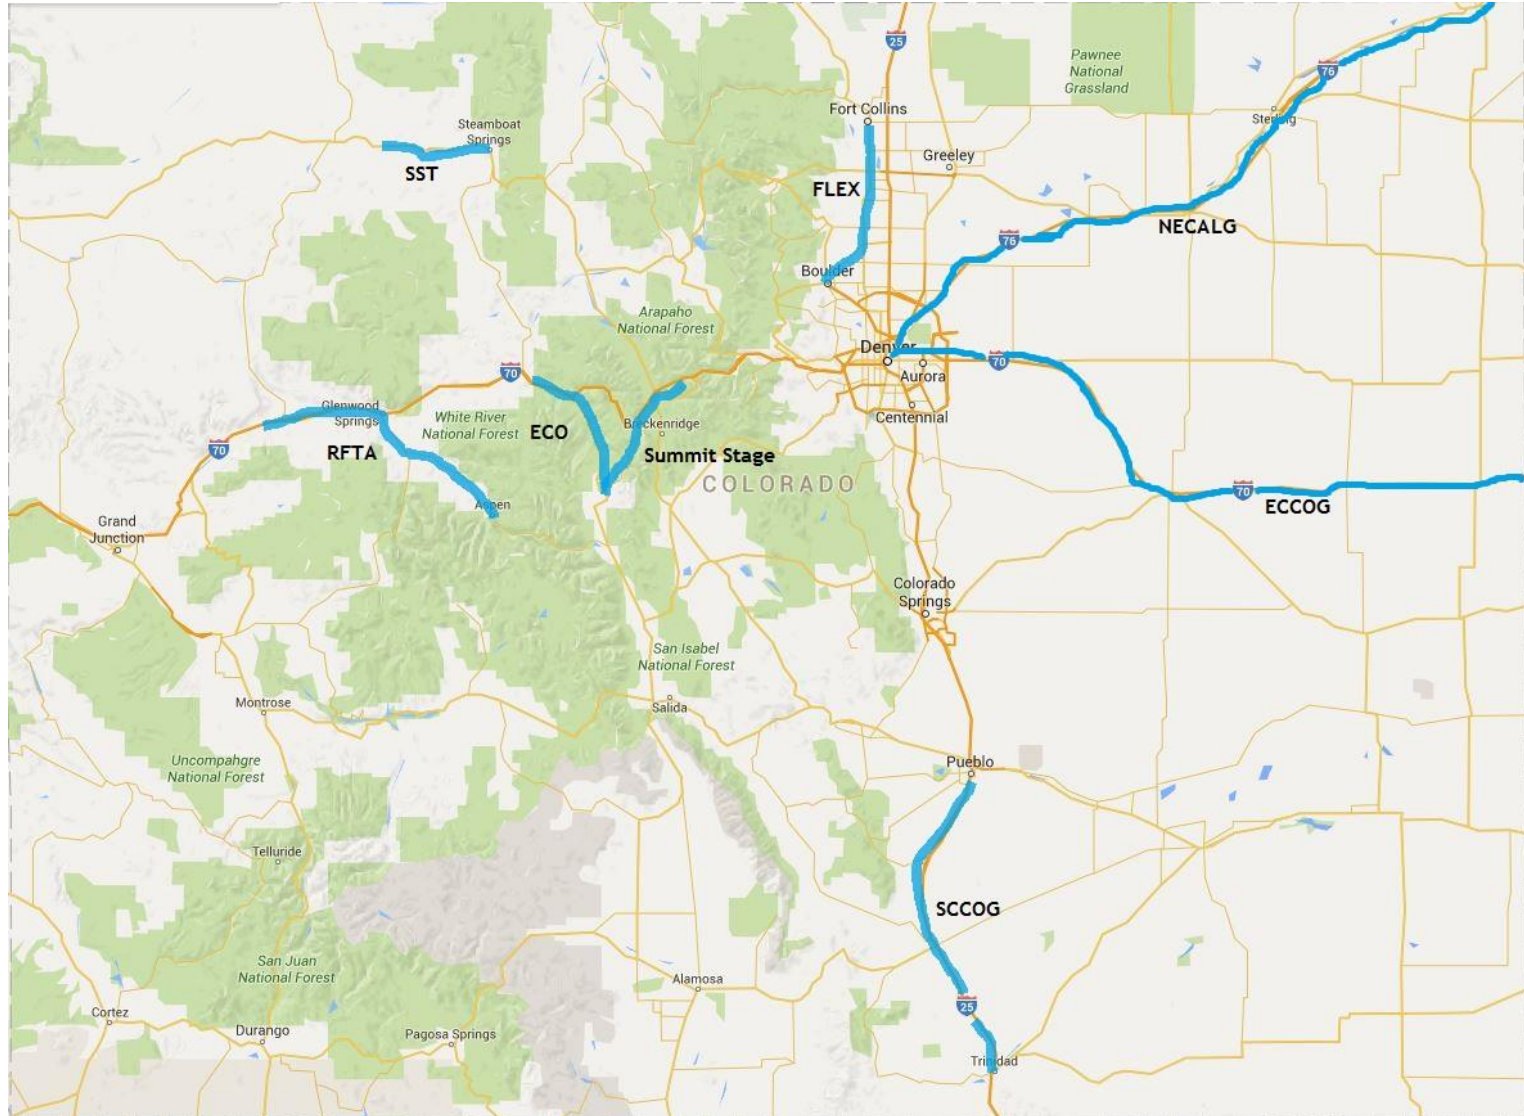 25
Pawnee
National
Grassland
76
Fort Collins
Sterling
Steamboat
Springs
SST
Greeley
FLEX
NECALG
76
Boulder
Arapaho
National Forest
Denver
70
Aurora
70
Glenwood
Springs
White River
National Forest
Centennial
ECO
Breckenridge
70
RFTA
Summit Stage
COLORADO
70
ECCOG
Aspen
Grand
Junction
Colorado
Springs
San Isabel
National Forest
Montrose
Salida
Uncompahgre
National Forest
Pueblo
Telluride
SCCOG
San Juan
National Forest
Alamosa
25
Cortez
Durango
Pagosa Springs
Trinidad